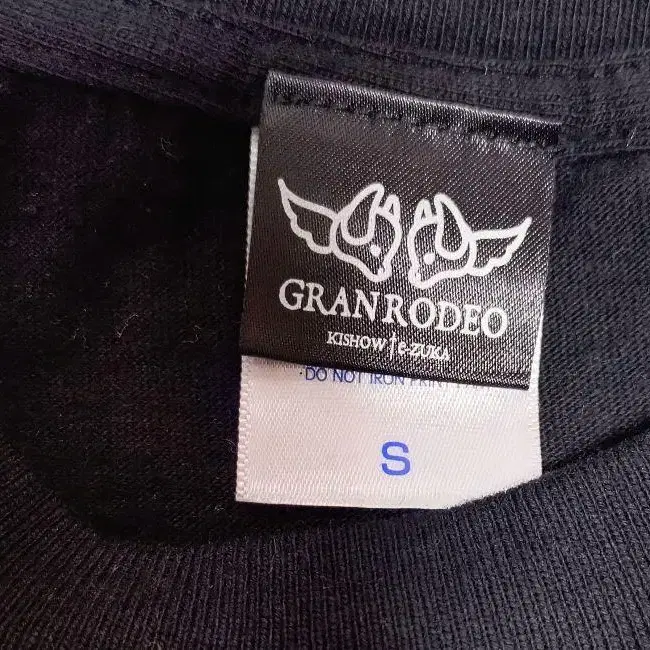 GRANRODEO
KISHOW | e-ZUKA
DO NOT IRON PRINT
S